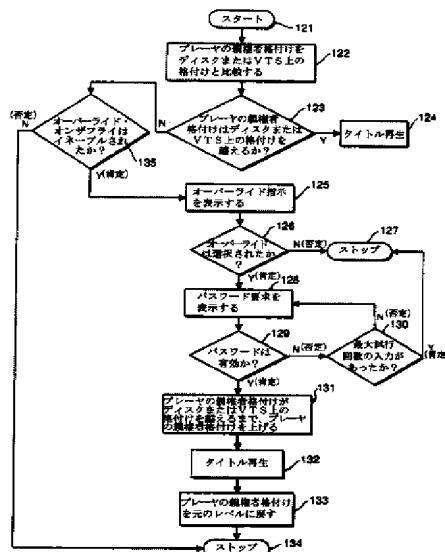 スタート
121
プレーヤの親権者格付けを
ディスクまたはVTS上の
格付けと比較する
122
123
プレーヤの親権者
格付けはディスクまたは
VTS上の格付けを
越えるか?
N
Y
124
タイトル再生
(否定)
N
オーバーライド・
オンザフライは
イネーブルされ
たか?
135
Y(肯定)
125
オーバーライド指示
を表示する
126
オーバーライド
は選択されたか
?
N(否定)
127
ストップ
Y(肯定)
128
パスワード要求を
表示する
129
パスワードは
有効か?
N(否定)
N(否定)
130
最大試行
回数の入力が
あったか?
Y
(肯定)
Y(肯定)
131
プレーヤの親権者格付けが
ディスクまたはVTS上の
格付けを越えるまで、プレーヤ
の親権者格付けを上げる
タイトル再生
132
プレーヤの親権者格付け
を元のレベルに戻す
133
ストップ
134